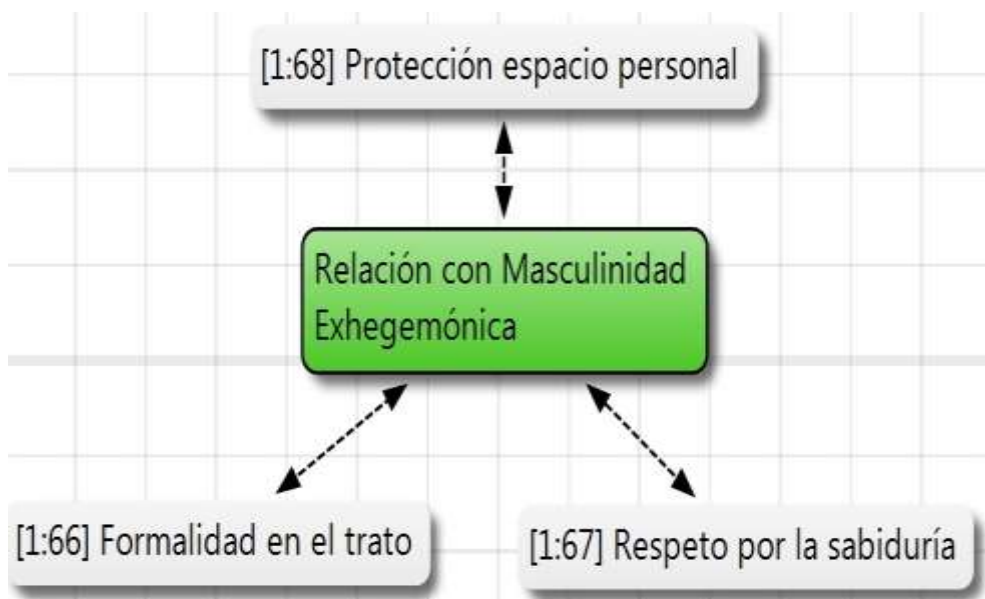 [1:68] Protección espacio personal
Relación con Masculinidad
Exhegemónica
[1:66] Formalidad en el trato
[1:67] Respeto por la sabiduría